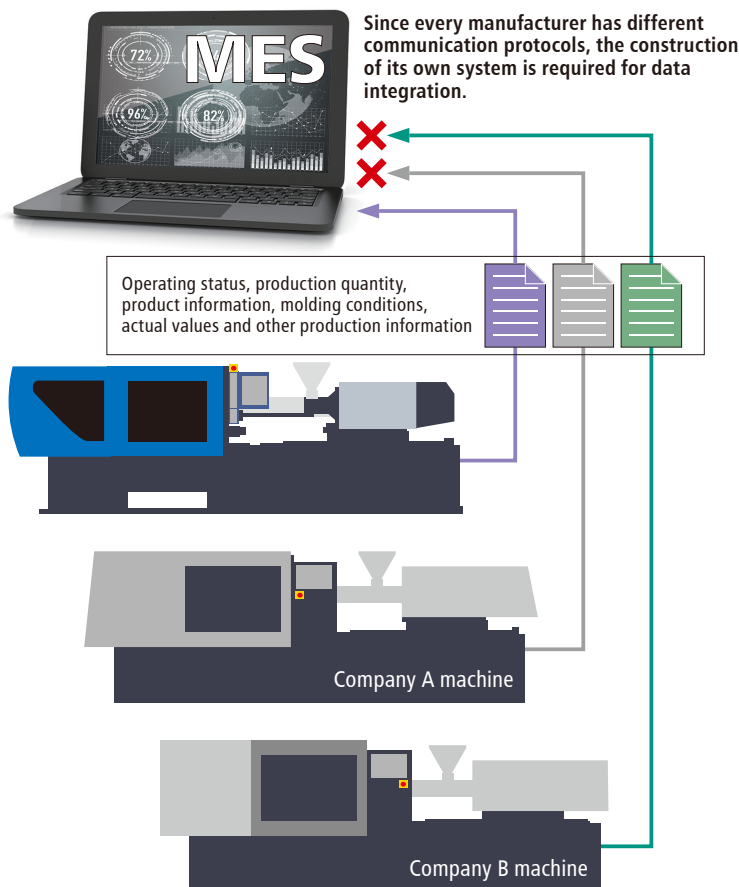 MES
72%
96%
82%
Since every manufacturer has different
communication protocols, the construction
of its own system is required for data
integration.
Operating status, production quantity,
product information, molding conditions,
actual values and other production information
Company A machine
Company B machine